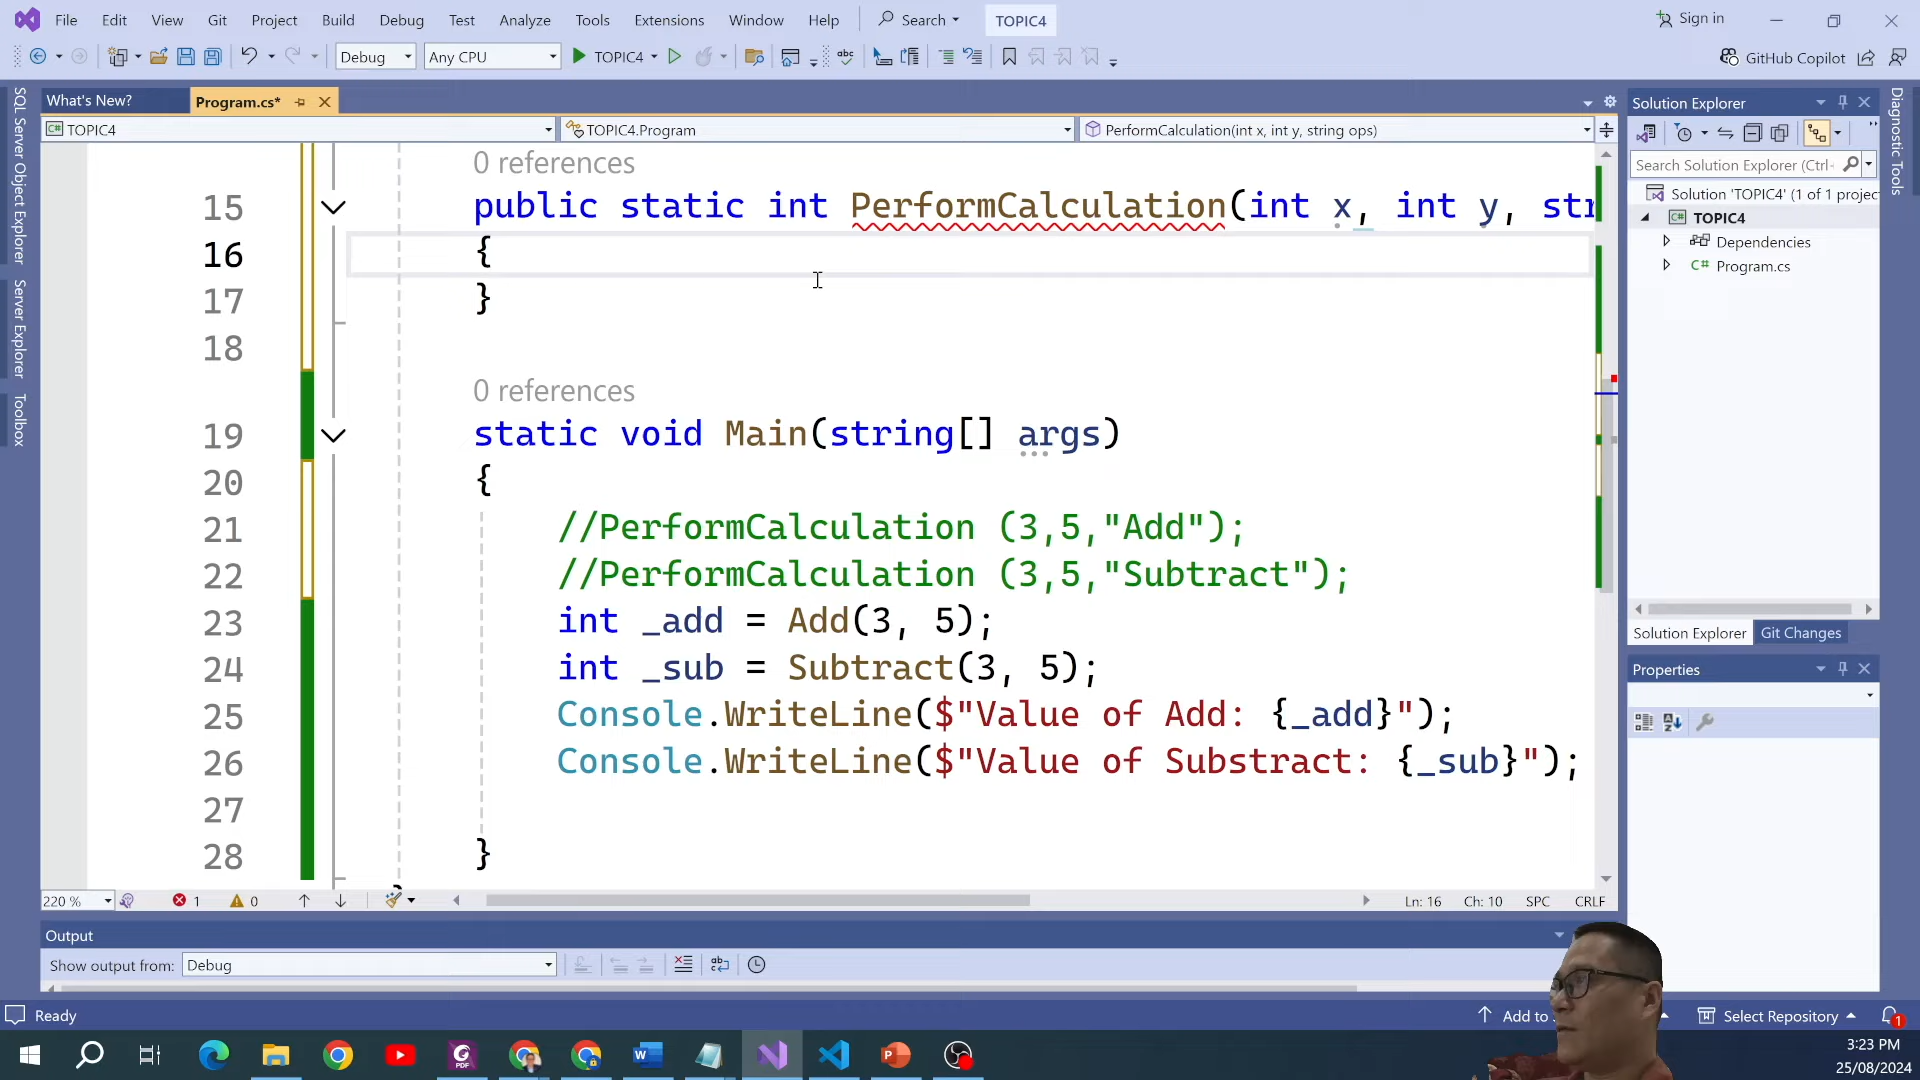 File Edit View Git Project Build Debug Test Analyze Tools Extensions Window Help Search TOPIC4 Sign in
Debug Any CPU TOPIC4 GitHub Copilot
What's New? Program.cs*
TOPIC4 TOPIC4.Program PerformCalculation(int x, int y, string ops)
SQL Server Object Explorer
Server Explorer
Toolbox
0 references
15 public static int PerformCalculation(int x, int y, str
16 {
17 }
18
0 references
19 static void Main(string[] args)
20 {
21 //PerformCalculation (3,5,"Add");
22 //PerformCalculation (3,5,"Subtract");
23 int _add = Add(3, 5);
24 int _sub = Subtract(3, 5);
25 Console.WriteLine($"Value of Add: {_add}");
26 Console.WriteLine($"Value of Substract: {_sub}");
27
28 }
220 % 1 0 Ln: 16 Ch: 10 SPC CRLF
Solution Explorer
Search Solution Explorer (Ctrl-
Solution 'TOPIC4' (1 of 1 projec
TOPIC4
Dependencies
C# Program.cs
Solution Explorer Git Changes
Properties
Diagnostic Tools
Output
Show output from: Debug
Ready Add to Select Repository 1
3:23 PM
25/08/2024